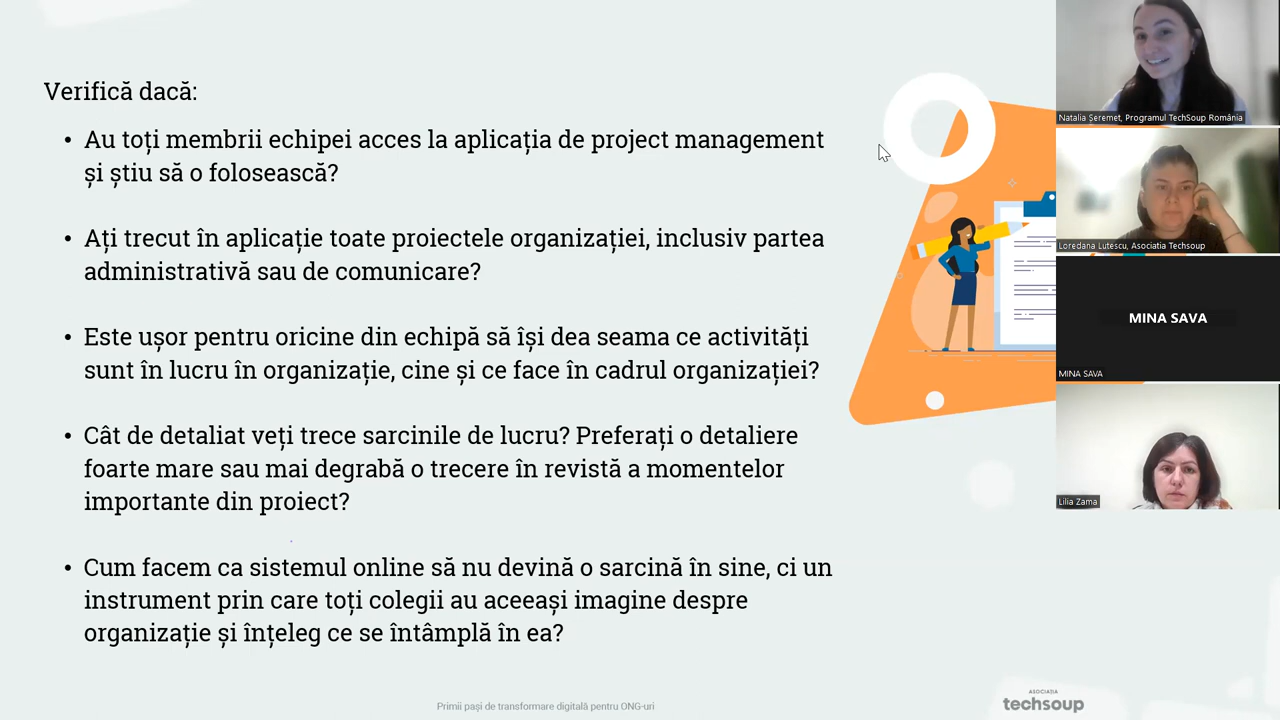 Verifică dacă:
• Au toți membrii echipei acces la aplicația de project management
și știu să o folosească?
• Ați trecut în aplicație toate proiectele organizației, inclusiv partea
administrativă sau de comunicare?
• Este ușor pentru oricine din echipă să își dea seama ce activități
sunt în lucru în organizație, cine și ce face în cadrul organizației?
• Cât de detaliat veți trece sarcinile de lucru? Preferați o detaliere
foarte mare sau mai degrabă o trecere în revistă a momentelor
importante din proiect?
• Cum facem ca sistemul online să nu devină o sarcină în sine, ci un
instrument prin care toți colegii au aceeași imagine despre
organizație și înțeleg ce se întâmplă în ea?
Primii pași de transformare digitală pentru ONG-uri
ASOCIAȚIA
techsoup
Natalia Șeremet, Programul TechSoup România
Loredana Lutescu, Asociatia Techsoup
MINA SAVA
MINA SAVA
Lilia Zama